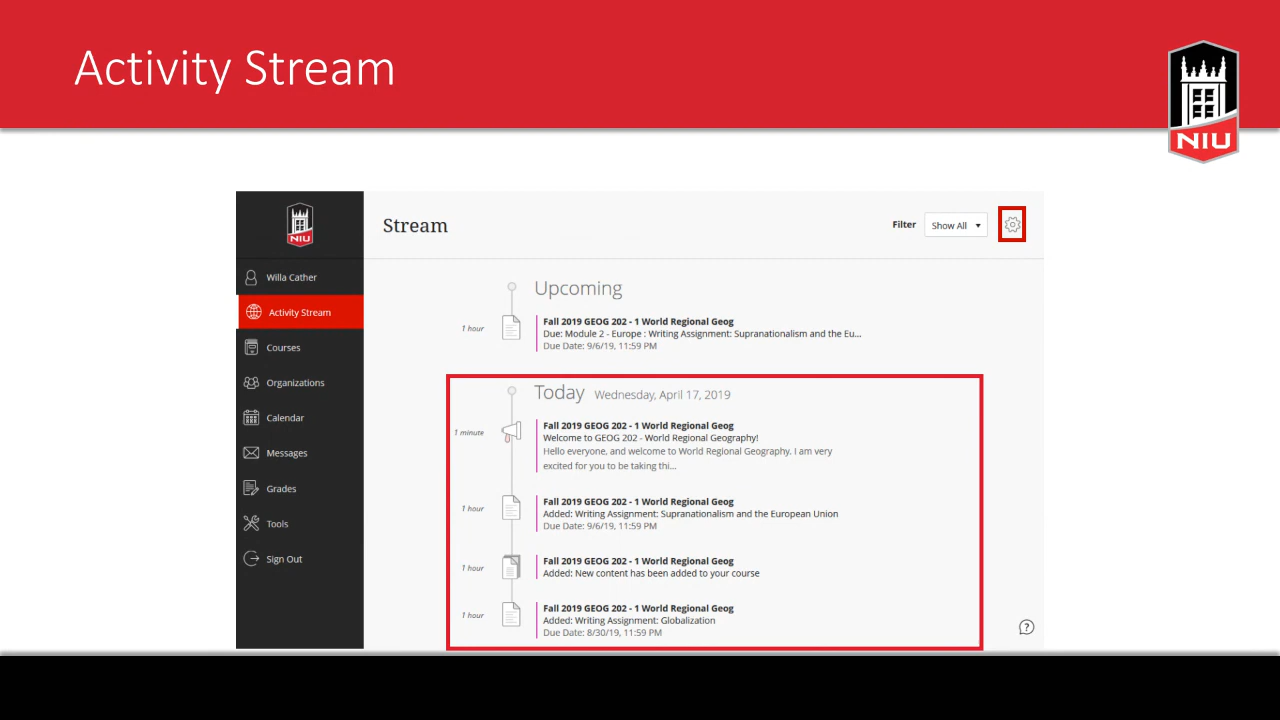 Activity Stream
NIU
NIU
Stream
Filter
Show All
Willa Cather
Activity Stream
Courses
Organizations
Calendar
Messages
Grades
Tools
Sign Out
Upcoming
1 hour
Fall 2019 GEOG 202 - 1 World Regional Geog
Due: Module 2 - Europe : Writing Assignment: Supranationalism and the Eu...
Due Date: 9/6/19, 11:59 PM
Today Wednesday, April 17, 2019
1 minute
Fall 2019 GEOG 202 - 1 World Regional Geog
Welcome to GEOG 202 - World Regional Geography!
Hello everyone, and welcome to World Regional Geography. I am very
excited for you to be taking thi...
1 hour
Fall 2019 GEOG 202 - 1 World Regional Geog
Added: Writing Assignment: Supranationalism and the European Union
Due Date: 9/6/19, 11:59 PM
1 hour
Fall 2019 GEOG 202 - 1 World Regional Geog
Added: New content has been added to your course
1 hour
Fall 2019 GEOG 202 - 1 World Regional Geog
Added: Writing Assignment: Globalization
Due Date: 8/30/19, 11:59 PM
?